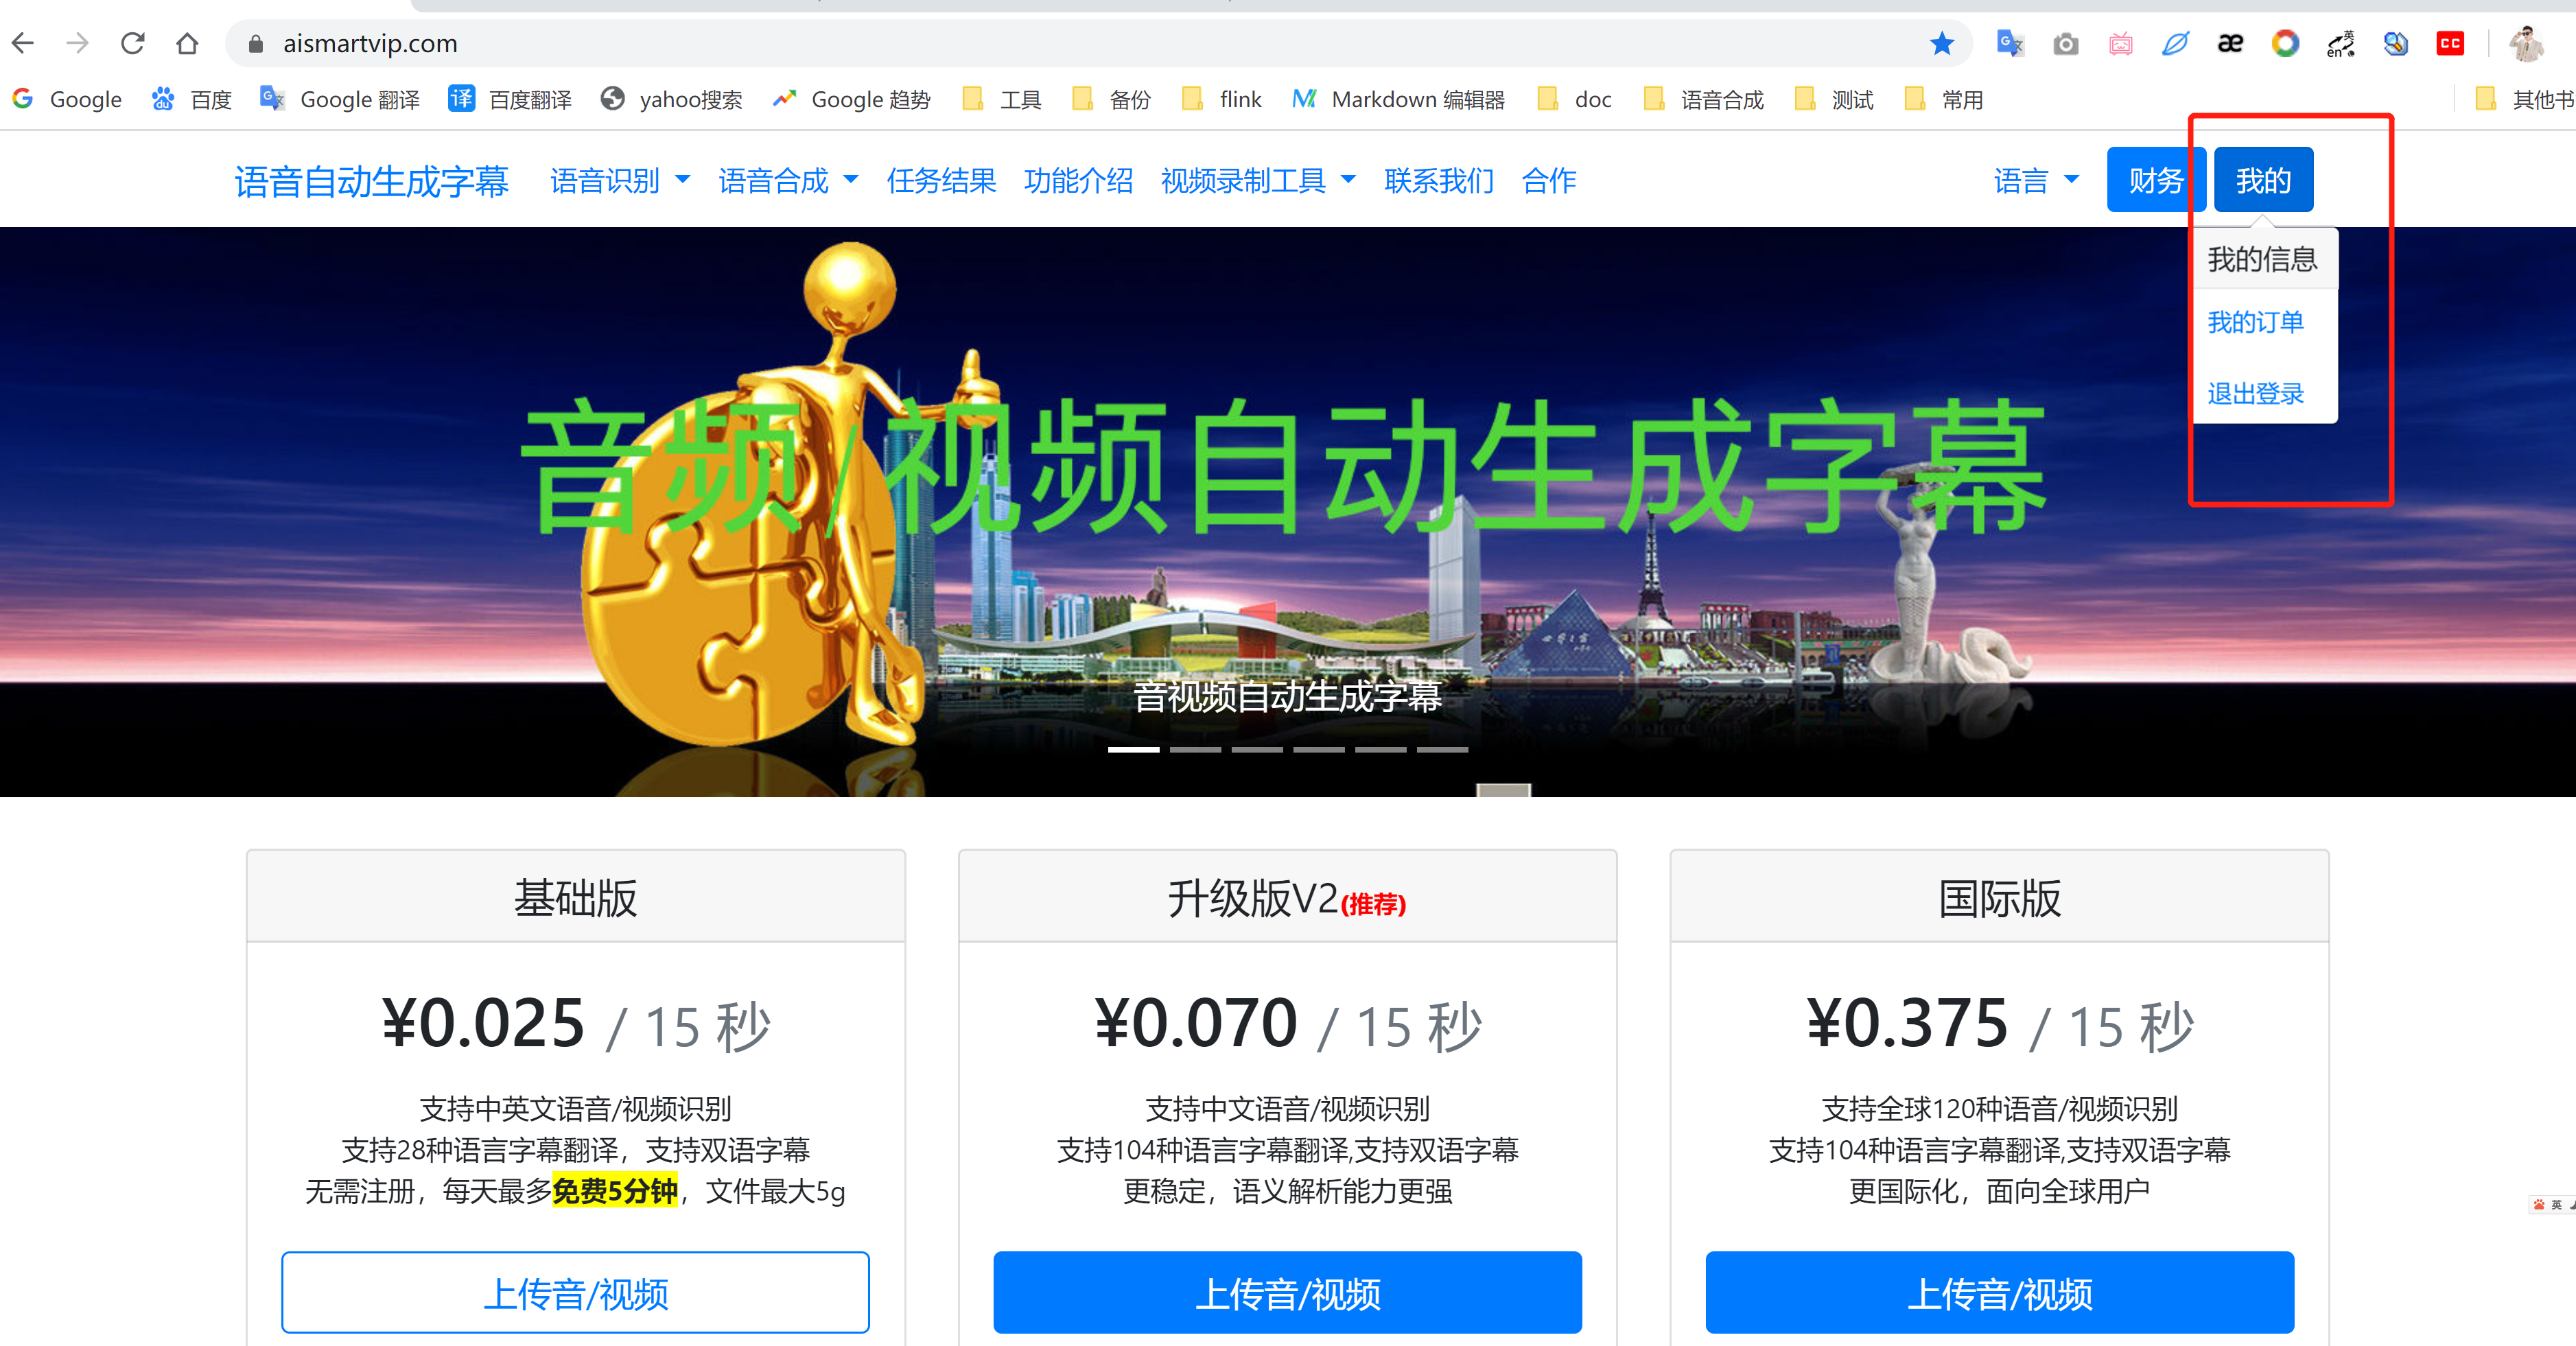 aismartvip.com
Google 百度 Google 翻译 百度翻译 yahoo搜索 Google 趋势 工具 备份 flink Markdown 编辑器 doc 语音合成 测试 常用 其他书
语音自动生成字幕 语音识别 语音合成 任务结果 功能介绍 视频录制工具 联系我们 合作 语言 财务 我的
我的信息
我的订单
退出登录
音频/视频自动生成字幕
世界之窗
音视频自动生成字幕
基础版
¥0.025 / 15 秒
支持中英文语音/视频识别
支持28种语言字幕翻译，支持双语字幕
无需注册，每天最多免费5分钟，文件最大5g
上传音/视频
升级版V2(推荐)
¥0.070 / 15 秒
支持中文语音/视频识别
支持104种语言字幕翻译,支持双语字幕
更稳定，语义解析能力更强
上传音/视频
国际版
¥0.375 / 15 秒
支持全球120种语音/视频识别
支持104种语言字幕翻译,支持双语字幕
更国际化，面向全球用户
上传音/视频
英